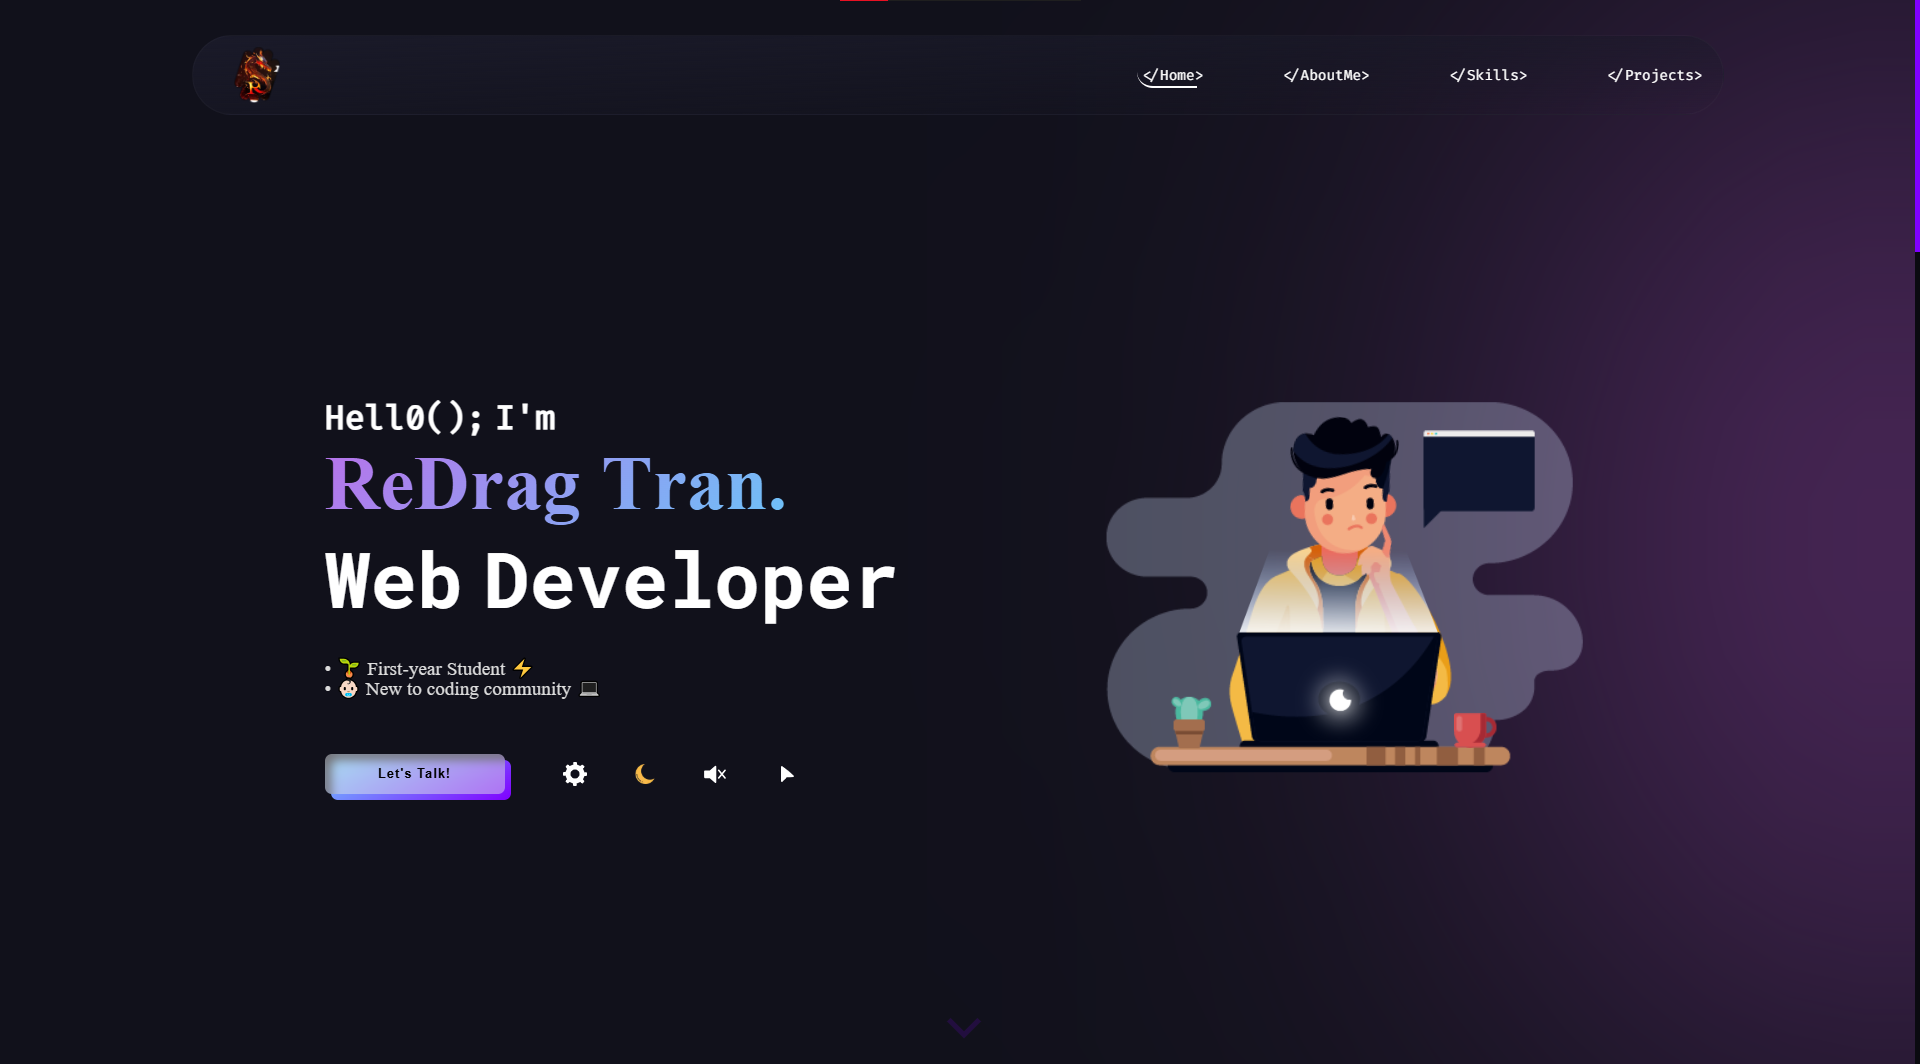 R
</Home>
</AboutMe>
</Skills>
</Projects>
Hell0(); I'm
ReDrag Tran.
Web Developer
• 🌱 First-year Student ⚡
• 👶🏻 New to coding community 💻
Let's Talk!